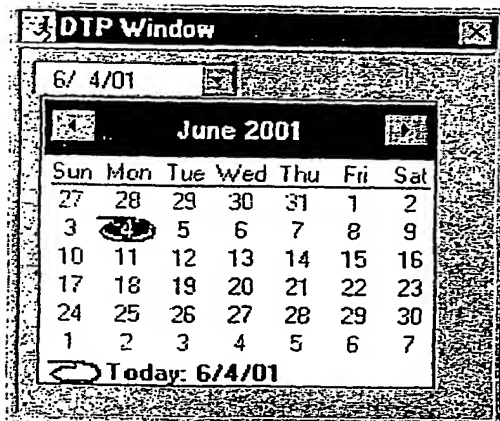 DTP Window
6/ 4/01
June 2001
Sun Mon Tue Wed Thu Fri Sat
27 28 29 30 31 1 2
3 4 5 6 7 8 9
10 11 12 13 14 15 16
17 18 19 20 21 22 23
24 25 26 27 28 29 30
1 2 3 4 5 6 7
Today: 6/4/01